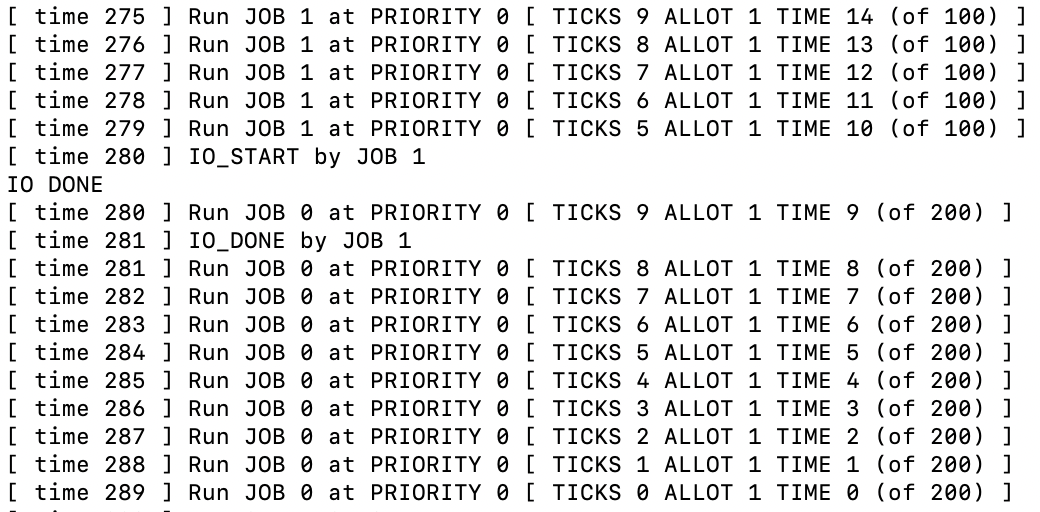 [ time 275 ] Run JOB 1 at PRIORITY 0 [ TICKS 9 ALLOT 1 TIME 14 (of 100) ]
[ time 276 ] Run JOB 1 at PRIORITY 0 [ TICKS 8 ALLOT 1 TIME 13 (of 100) ]
[ time 277 ] Run JOB 1 at PRIORITY 0 [ TICKS 7 ALLOT 1 TIME 12 (of 100) ]
[ time 278 ] Run JOB 1 at PRIORITY 0 [ TICKS 6 ALLOT 1 TIME 11 (of 100) ]
[ time 279 ] Run JOB 1 at PRIORITY 0 [ TICKS 5 ALLOT 1 TIME 10 (of 100) ]
[ time 280 ] IO_START by JOB 1
IO DONE
[ time 280 ] Run JOB 0 at PRIORITY 0 [ TICKS 9 ALLOT 1 TIME 9 (of 200) ]
[ time 281 ] IO_DONE by JOB 1
[ time 281 ] Run JOB 0 at PRIORITY 0 [ TICKS 8 ALLOT 1 TIME 8 (of 200) ]
[ time 282 ] Run JOB 0 at PRIORITY 0 [ TICKS 7 ALLOT 1 TIME 7 (of 200) ]
[ time 283 ] Run JOB 0 at PRIORITY 0 [ TICKS 6 ALLOT 1 TIME 6 (of 200) ]
[ time 284 ] Run JOB 0 at PRIORITY 0 [ TICKS 5 ALLOT 1 TIME 5 (of 200) ]
[ time 285 ] Run JOB 0 at PRIORITY 0 [ TICKS 4 ALLOT 1 TIME 4 (of 200) ]
[ time 286 ] Run JOB 0 at PRIORITY 0 [ TICKS 3 ALLOT 1 TIME 3 (of 200) ]
[ time 287 ] Run JOB 0 at PRIORITY 0 [ TICKS 2 ALLOT 1 TIME 2 (of 200) ]
[ time 288 ] Run JOB 0 at PRIORITY 0 [ TICKS 1 ALLOT 1 TIME 1 (of 200) ]
[ time 289 ] Run JOB 0 at PRIORITY 0 [ TICKS 0 ALLOT 1 TIME 0 (of 200) ]